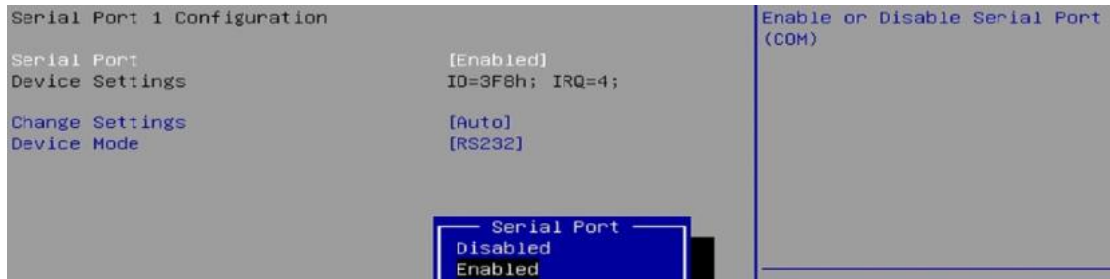 Serial Port 1 Configuration
Serial Port [Enabled]
Device Settings IO=3F8h; IRQ=4;
Change Settings [Auto]
Device Mode [RS232]
Serial Port
Disabled
Enabled
Enable or Disable Serial Port
(COM)